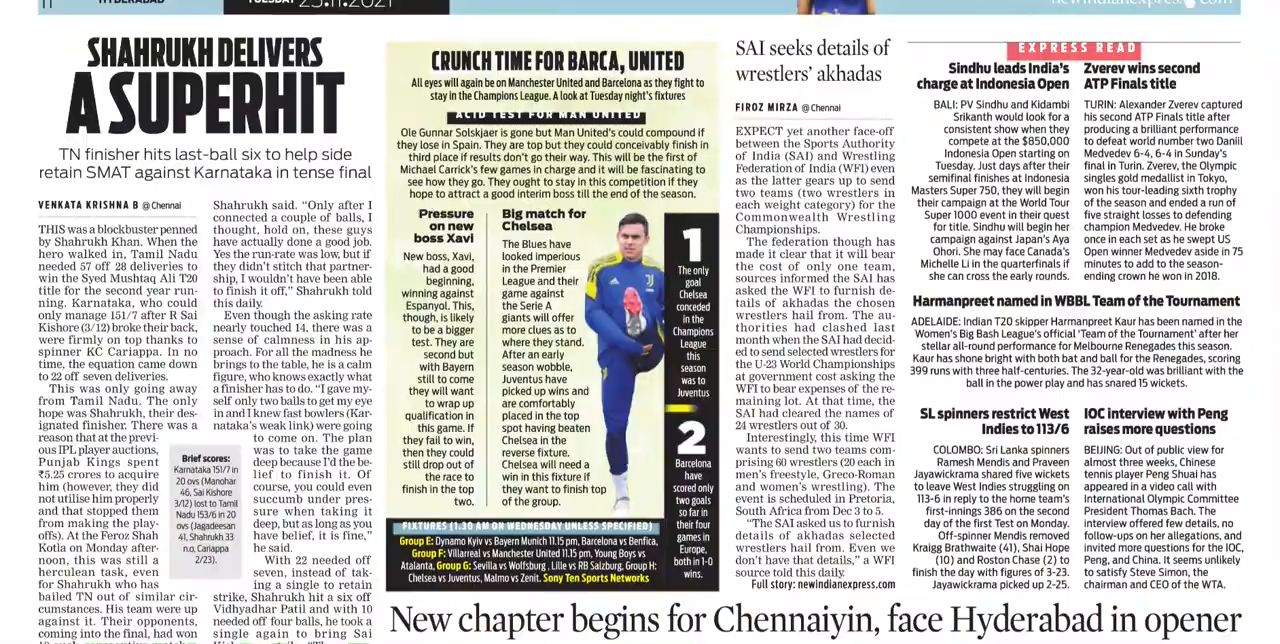 HYDERABAD
TUESDAY 23.11.2021
newindianexpress.com
SHAHRUKH DELIVERS
A SUPERHIT
TN finisher hits last-ball six to help side
retain SMAT against Karnataka in tense final
VENKATA KRISHNA B @ Chennai
THIS was a blockbuster penned
by Shahrukh Khan. When the
hero walked in, Tamil Nadu
needed 57 off 28 deliveries to
win the Syed Mushtaq Ali T20
title for the second year run-
ning. Karnataka, who could
only manage 151/7 after R Sai
Kishore (3/12) broke their back,
were firmly on top thanks to
spinner KC Cariappa. In no
time, the equation came down
to 22 off seven deliveries.
This was only going away
from Tamil Nadu. The only
hope was Shahrukh, their des-
ignated finisher. There was a
reason that at the previ-
ous IPL player auctions,
Punjab Kings spent
₹5.25 crores to acquire
him (however, they did
not utilise him properly
and that stopped them
from making the play-
offs). At the Feroz Shah
Kotla on Monday after-
noon, this was still a
herculean task, even
for Shahrukh who has
bailed TN out of similar cir-
cumstances. His team were up
against it. Their opponents,
coming into the final, had won
Brief scores:
Karnataka 151/7 in
20 ovs (Manohar
46, Sai Kishore
3/12) lost to Tamil
Nadu 153/6 in 20
ovs (Jagadeesan
41, Shahrukh 33
n.o, Cariappa
2/23).
Shahrukh said. "Only after I
connected a couple of balls, I
thought, hold on, these guys
have actually done a good job.
Yes the run-rate was low, but if
they didn't stitch that partner-
ship, I wouldn't have been able
to finish it off," Shahrukh told
this daily.
Even though the asking rate
nearly touched 14, there was a
sense of calmness in his ap-
proach. For all the madness he
brings to the table, he is a calm
figure, who knows exactly what
a finisher has to do. "I gave my-
self only two balls to get my eye
in and I knew fast bowlers (Kar-
nataka's weak link) were going
to come on. The plan
was to take the game
deep because I'd the be-
lief to finish it. Of
course, you could even
succumb under pres-
sure when taking it
deep, but as long as you
have belief, it is fine,"
he said.
With 22 needed off
seven, instead of tak-
ing a single to retain
strike, Shahrukh hit a six off
Vidhyadhar Patil and with 10
needed off four balls, he took a
single again to bring Sai
CRUNCH TIME FOR BARCA, UNITED
All eyes will again be on Manchester United and Barcelona as they fight to
stay in the Champions League. A look at Tuesday night's fixtures
ACID TEST FOR MAN UNITED
Ole Gunnar Solskjaer is gone but Man United's could compound if
they lose in Spain. They are top but they could conceivably finish in
third place if results don't go their way. This will be the first of
Michael Carrick's few games in charge and it will be fascinating to
see how they go. They ought to stay in this competition if they
hope to attract a good interim boss till the end of the season.
Pressure
on new
boss Xavi
New boss, Xavi,
had a good
beginning,
winning against
Espanyol. This,
though, is likely
to be a bigger
test. They are
second but
with Bayern
still to come
they will want
to wrap up
qualification in
this game. If
they fail to win,
then they could
still drop out of
the race to
finish in the top
two.
Big match for
Chelsea
The Blues have
looked imperious
in the Premier
League and their
game against
the Serie A
giants will offer
more clues as to
where they stand.
After an early
season wobble,
Juventus have
picked up wins and
are comfortably
placed in the top
spot having beaten
Chelsea in the
reverse fixture.
Chelsea will need a
win in this fixture if
they want to finish top
of the group.
1
The only
goal
Chelsea
conceded
in the
Champions
League
this
season
was to
Juventus
2
Barcelona
have
scored only
two goals
so far in
their four
games in
Europe,
both in 1-0
wins.
FIXTURES (1.30 AM ON WEDNESDAY UNLESS SPECIFIED)
Group E: Dynamo Kyiv vs Bayern Munich 11.15 pm, Barcelona vs Benfica,
Group F: Villarreal vs Manchester United 11.15 pm, Young Boys vs
Atalanta, Group G: Sevilla vs Wolfsburg , Lille vs RB Salzburg, Group H:
Chelsea vs Juventus, Malmo vs Zenit. Sony Ten Sports Networks
SAI seeks details of
wrestlers' akhadas
FIROZ MIRZA @ Chennai
EXPECT yet another face-off
between the Sports Authority
of India (SAI) and Wrestling
Federation of India (WFI) even
as the latter gears up to send
two teams (two wrestlers in
each weight category) for the
Commonwealth Wrestling
Championships.
The federation though has
made it clear that it will bear
the cost of only one team,
sources informed the SAI has
asked the WFI to furnish de-
tails of akhadas the chosen
wrestlers hail from. The au-
thorities had clashed last
month when the SAI had decid-
ed to send selected wrestlers for
the U-23 World Championships
at government cost asking the
WFI to bear expenses of the re-
maining lot. At that time, the
SAI had cleared the names of
24 wrestlers out of 30.
Interestingly, this time WFI
wants to send two teams com-
prising 60 wrestlers (20 each in
men's freestyle, Greco-Roman
and women's wrestling). The
event is scheduled in Pretoria,
South Africa from Dec 3 to 5.
"The SAI asked us to furnish
details of akhadas selected
wrestlers hail from. Even we
don't have that details," a WFI
source told this daily.
Full story: newindianexpress.com
EXPRESS READ
Sindhu leads India's
charge at Indonesia Open
BALI: PV Sindhu and Kidambi
Srikanth would look for a
consistent show when they
compete at the $850,000
Indonesia Open starting on
Tuesday. Just days after their
semifinal finishes at Indonesia
Masters Super 750, they will begin
their campaign at the World Tour
Super 1000 event in their quest
for title. Sindhu will begin her
campaign against Japan's Aya
Ohori. She may face Canada's
Michelle Li in the quarterfinals if
she can cross the early rounds.
Zverev wins second
ATP Finals title
TURIN: Alexander Zverev captured
his second ATP Finals title after
producing a brilliant performance
to defeat world number two Daniil
Medvedev 6-4, 6-4 in Sunday's
final in Turin. Zverev, the Olympic
singles gold medallist in Tokyo,
won his tour-leading sixth trophy
of the season and ended a run of
five straight losses to defending
champion Medvedev. He broke
once in each set as he swept US
Open winner Medvedev aside in 75
minutes to add to the season-
ending crown he won in 2018.
Harmanpreet named in WBBL Team of the Tournament
ADELAIDE: Indian T20 skipper Harmanpreet Kaur has been named in the
Women's Big Bash League's official 'Team of the Tournament' after her
stellar all-round performance for Melbourne Renegades this season.
Kaur has shone bright with both bat and ball for the Renegades, scoring
399 runs with three half-centuries. The 32-year-old was brilliant with the
ball in the power play and has snared 15 wickets.
SL spinners restrict West
Indies to 113/6
COLOMBO: Sri Lanka spinners
Ramesh Mendis and Praveen
Jayawickrama shared five wickets
to leave West Indies struggling on
113-6 in reply to the home team's
first-innings 386 on the second
day of the first Test on Monday.
Off-spinner Mendis removed
Kraigg Brathwaite (41), Shai Hope
(10) and Roston Chase (2) to
finish the day with figures of 3-23.
Jayawickrama picked up 2-25.
IOC interview with Peng
raises more questions
BEIJING: Out of public view for
almost three weeks, Chinese
tennis player Peng Shuai has
appeared in a video call with
International Olympic Committee
President Thomas Bach. The
interview offered few details, no
follow-ups on her allegations, and
invited more questions for the IOC,
Peng, and China. It seems unlikely
to satisfy Steve Simon, the
chairman and CEO of the WTA.
New chapter begins for Chennaiyin, face Hyderabad in opener